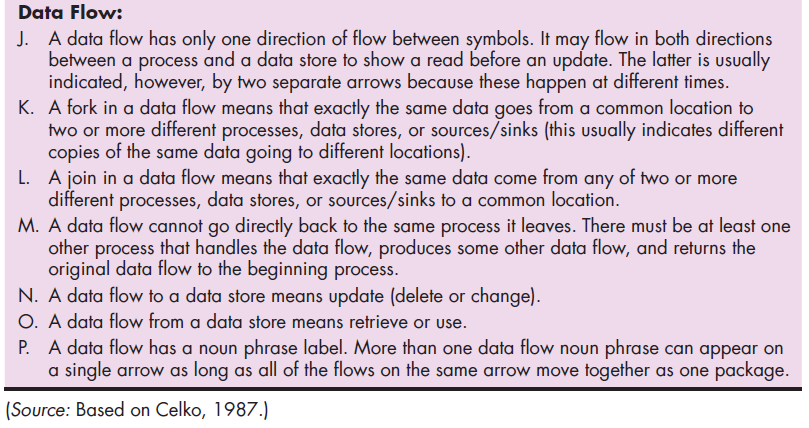 Data Flow:
J. A data flow has only one direction of flow between symbols. It may flow in both directions
between a process and a data store to show a read before an update. The latter is usually
indicated, however, by two separate arrows because these happen at different times.
K. A fork in a data flow means that exactly the same data goes from a common location to
two or more different processes, data stores, or sources/sinks (this usually indicates different
copies of the same data going to different locations).
L. A join in a data flow means that exactly the same data come from any of two or more
different processes, data stores, or sources/sinks to a common location.
M. A data flow cannot go directly back to the same process it leaves. There must be at least one
other process that handles the data flow, produces some other data flow, and returns the
original data flow to the beginning process.
N. A data flow to a data store means update (delete or change).
O. A data flow from a data store means retrieve or use.
P. A data flow has a noun phrase label. More than one data flow noun phrase can appear on
a single arrow as long as all of the flows on the same arrow move together as one package.
(Source: Based on Celko, 1987.)